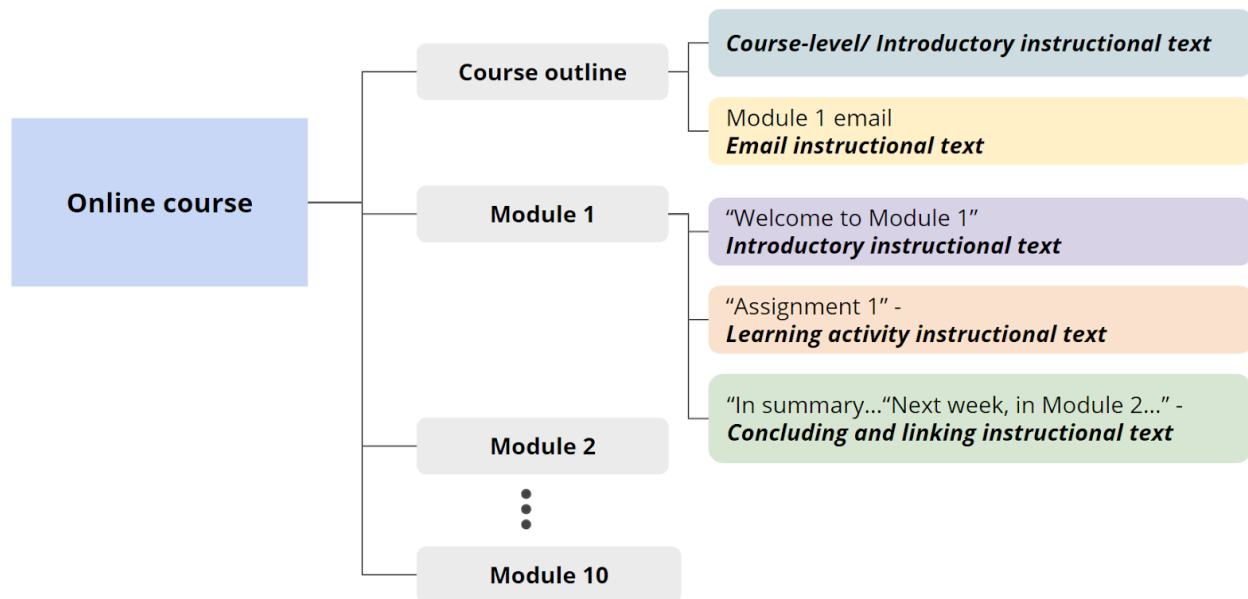 Online course
Course outline
Course-level/ Introductory instructional text
Module 1 email
Email instructional text
Module 1
“Welcome to Module 1”
Introductory instructional text
“Assignment 1” -
Learning activity instructional text
“In summary...“Next week, in Module 2...” -
Concluding and linking instructional text
Module 2
Module 10